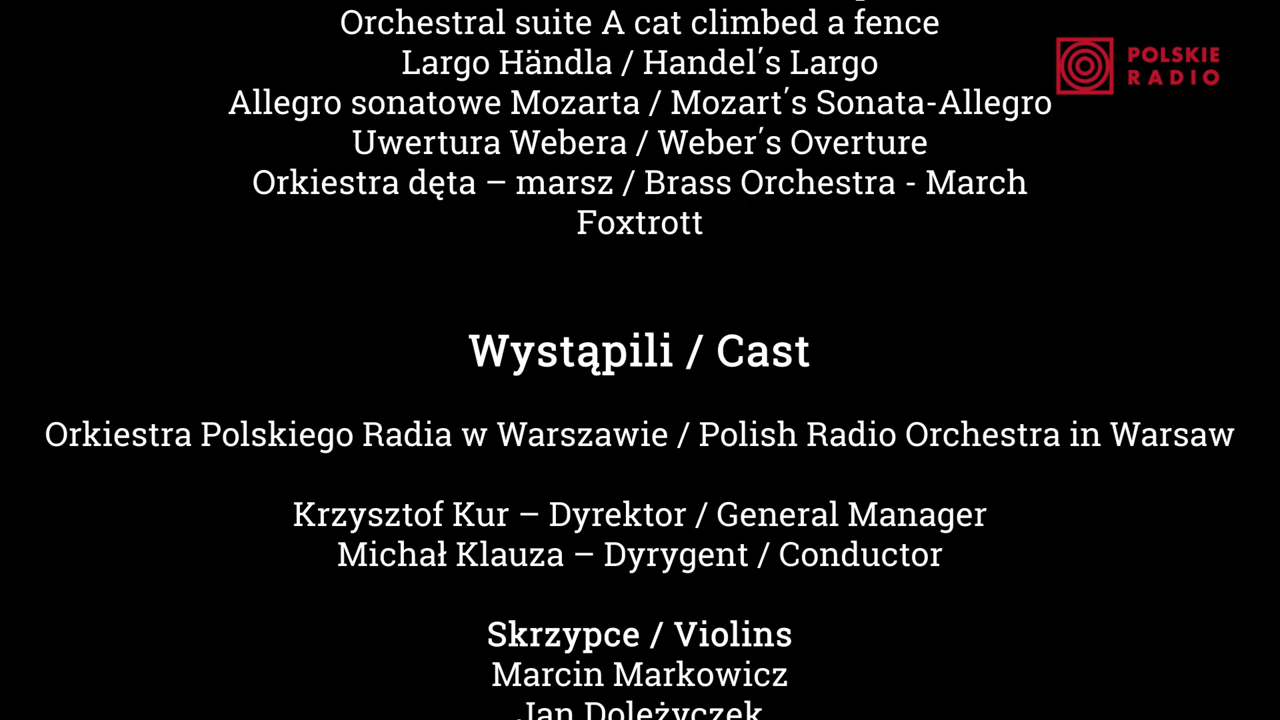 Orchestral suite A cat climbed a fence
Largo Händla / Handel′s Largo
POLSKIE
RADIO
Allegro sonatowe Mozarta / Mozart′s Sonata-Allegro
Uwertura Webera / Weber′s Overture
Orkiestra dęta – marsz / Brass Orchestra - March
Foxtrott
Wystąpili / Cast
Orkiestra Polskiego Radia w Warszawie / Polish Radio Orchestra in Warsaw
Krzysztof Kur – Dyrektor / General Manager
Michał Klauza – Dyrygent / Conductor
Skrzypce / Violins
Marcin Markowicz
Jan Doležyczek